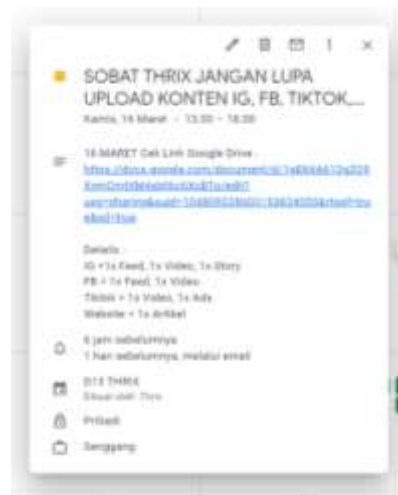 SOBAT THRIX JANGAN LUPA
UPLOAD KONTEN IG, FB, TIKTOK,...
Kamis, 16 Maret · 13.00 – 18.00
16 MARET Cek Link Google Drive :
Details :
IG = 1x Feed, 1x Video, 1x Story
FB = 1x Feed, 1x Video
Tiktok = 1x Video, 1x Ads
Website = 1x Artikel
6 jam sebelumnya
1 hari sebelumnya, melalui email
THRIX
Dibuat oleh:
Pribadi
Senggang